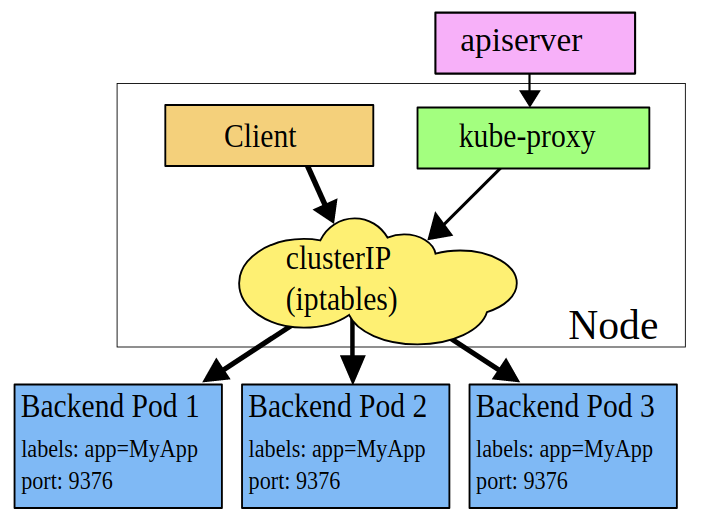 apiserver
Client
kube-proxy
clusterIP
(iptables)
Node
Backend Pod 1
labels: app=MyApp
port: 9376
Backend Pod 2
labels: app=MyApp
port: 9376
Backend Pod 3
labels: app=MyApp
port: 9376